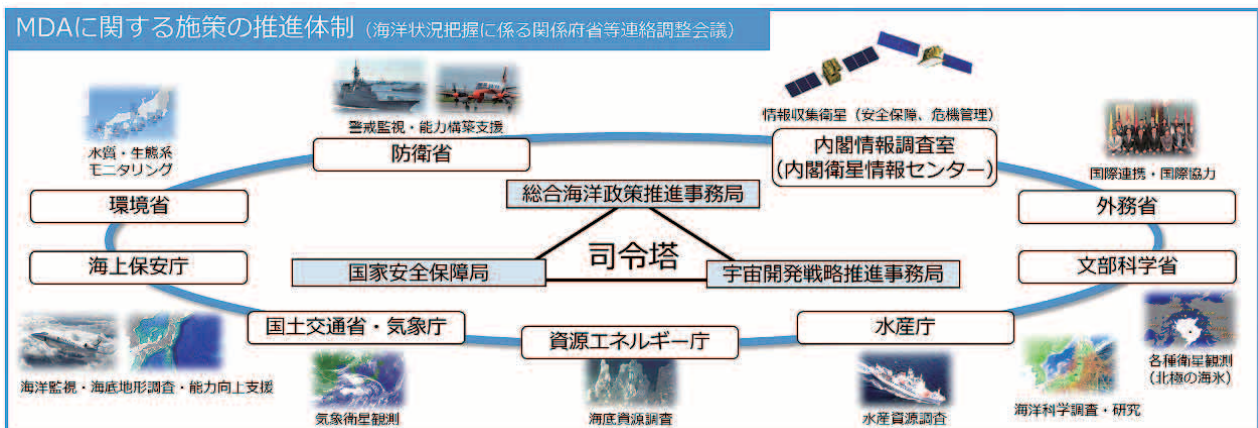 MDAに関する施策の推進体制（海洋状況把握に係る関係府省等連絡調整会議）
水質・生態系
モニタリング
環境省
警戒監視・能力構築支援
防衛省
情報収集衛星（安全保障、危機管理）
内閣情報調査室
(内閣衛星情報センター)
国際連携・国際協力
外務省
総合海洋政策推進事務局
司令塔
国家安全保障局
宇宙開発戦略推進事務局
海上保安庁
文部科学省
国土交通省・気象庁
資源エネルギー庁
水産庁
海洋監視・海底地形調査・能力向上支援
気象衛星観測
海底資源調査
水産資源調査
海洋科学調査・研究
各種衛星観測
(北極の海氷)